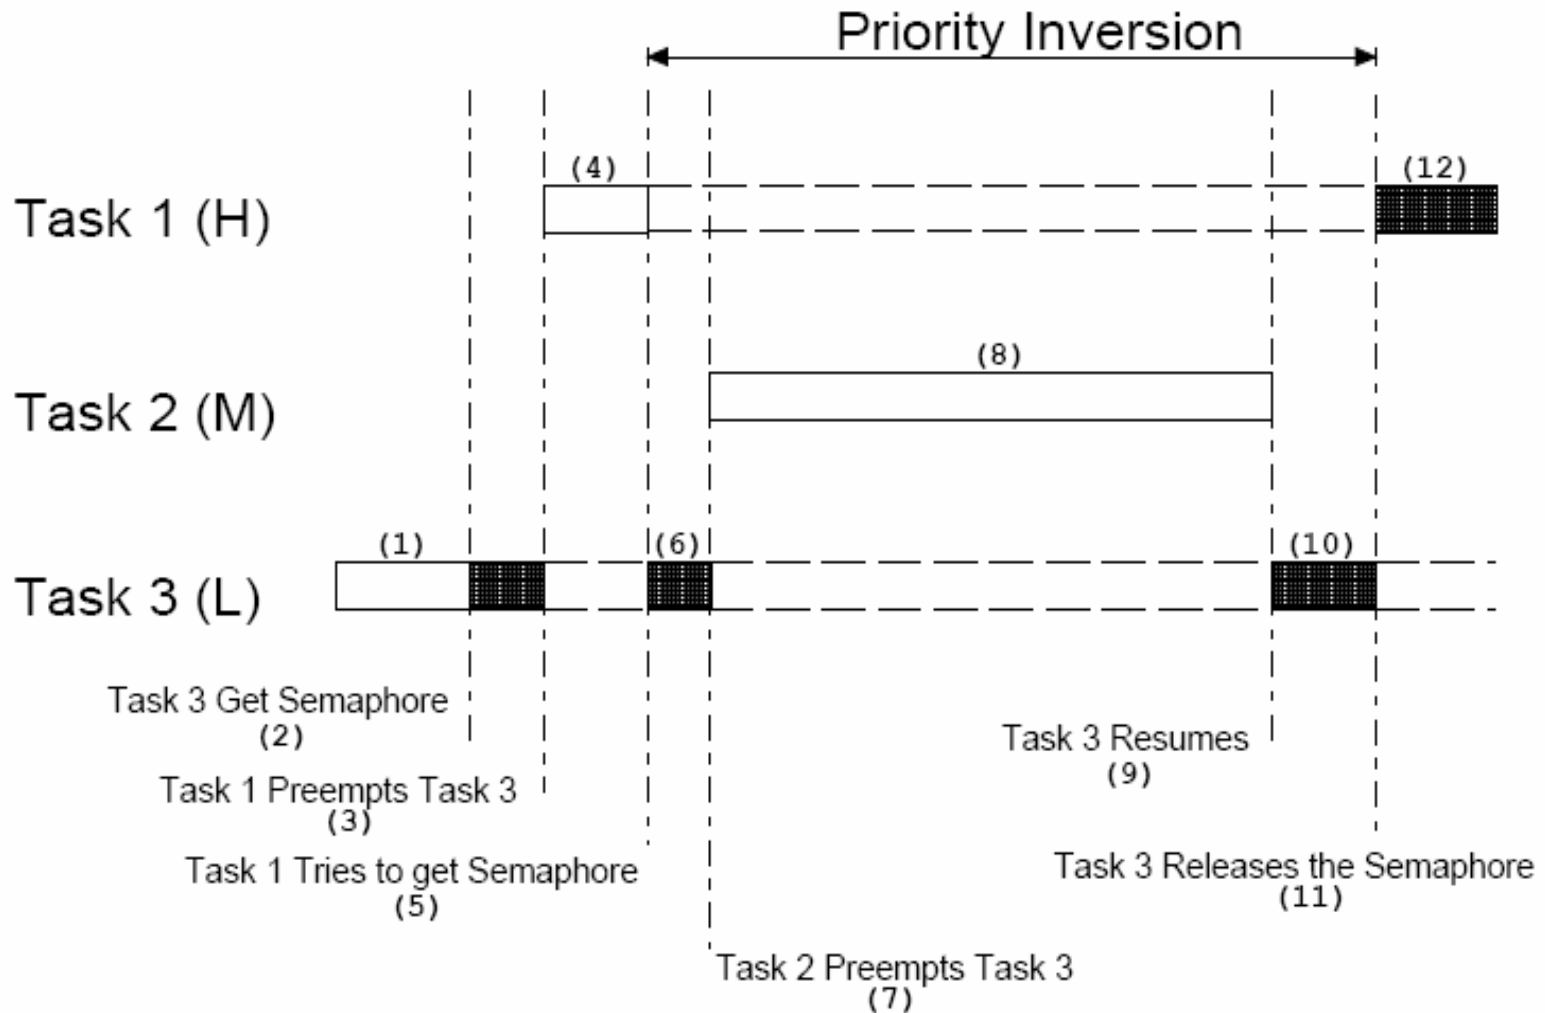 Priority Inversion
(4)
(12)
Task 1 (H)
(8)
Task 2 (M)
(1)
(6)
(10)
Task 3 (L)
Task 3 Get Semaphore
(2)
Task 3 Resumes
(9)
Task 1 Preempts Task 3
(3)
Task 1 Tries to get Semaphore
(5)
Task 3 Releases the Semaphore
(11)
Task 2 Preempts Task 3
(7)